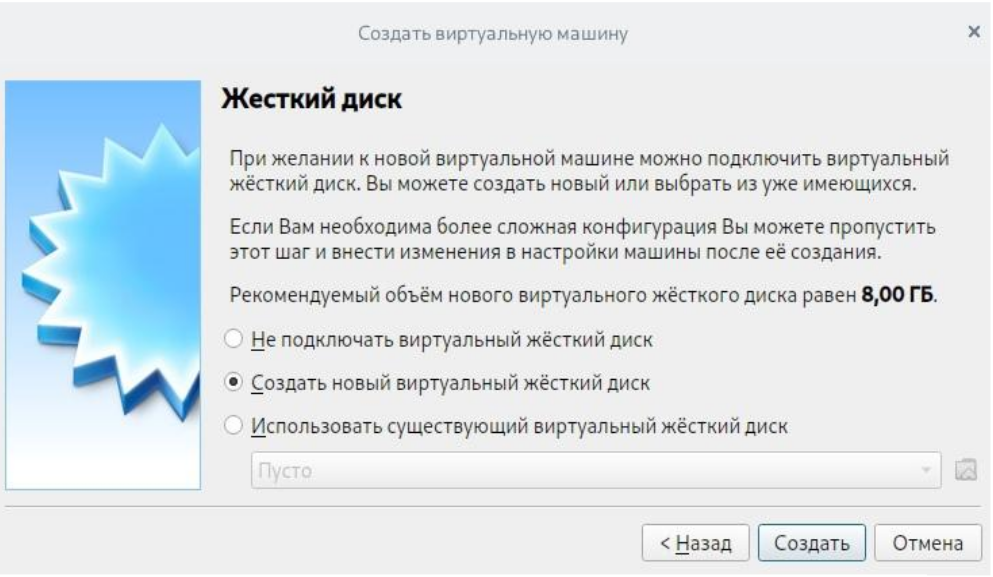 Создать виртуальную машину
Жесткий диск
При желании к новой виртуальной машине можно подключить виртуальный
жёсткий диск. Вы можете создать новый или выбрать из уже имеющихся.
Если Вам необходима более сложная конфигурация Вы можете пропустить
этот шаг и внести изменения в настройки машины после её создания.
Рекомендуемый объём нового виртуального жёсткого диска равен 8,00 ГБ.
Не подключать виртуальный жёсткий диск
Создать новый виртуальный жёсткий диск
Использовать существующий виртуальный жёсткий диск
Пусто
< Назад Создать Отмена